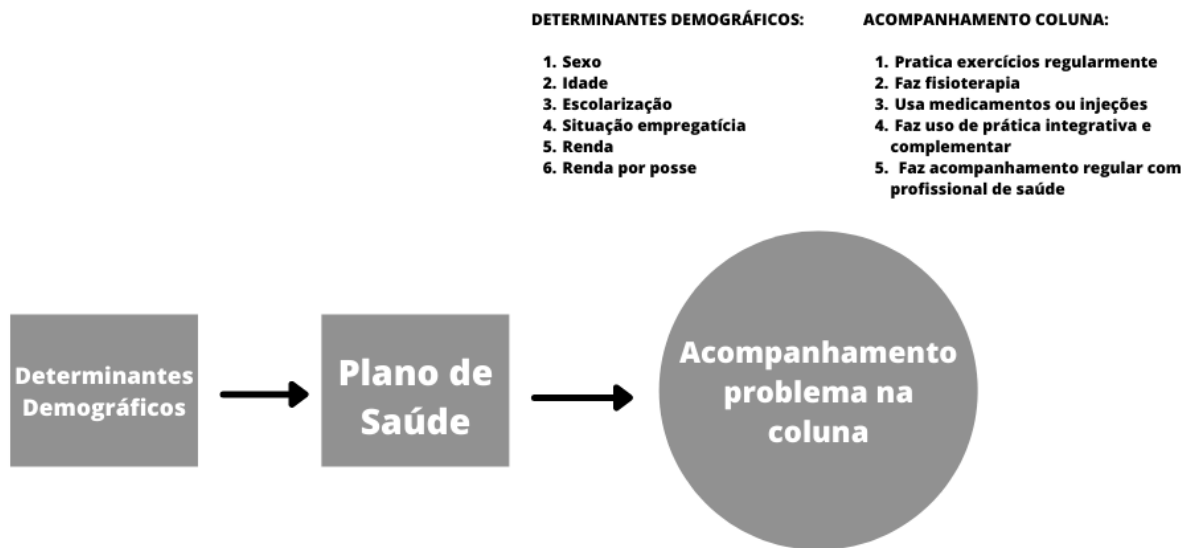 DETERMINANTES DEMOGRÁFICOS:
1. Sexo
2. Idade
3. Escolarização
4. Situação empregatícia
5. Renda
6. Renda por posse
ACOMPANHAMENTO COLUNA:
1. Pratica exercícios regularmente
2. Faz fisioterapia
3. Usa medicamentos ou injeções
4. Faz uso de prática integrativa e
complementar
5. Faz acompanhamento regular com
profissional de saúde
Determinantes
Demográficos
Plano de
Saúde
Acompanhamento
problema na
coluna